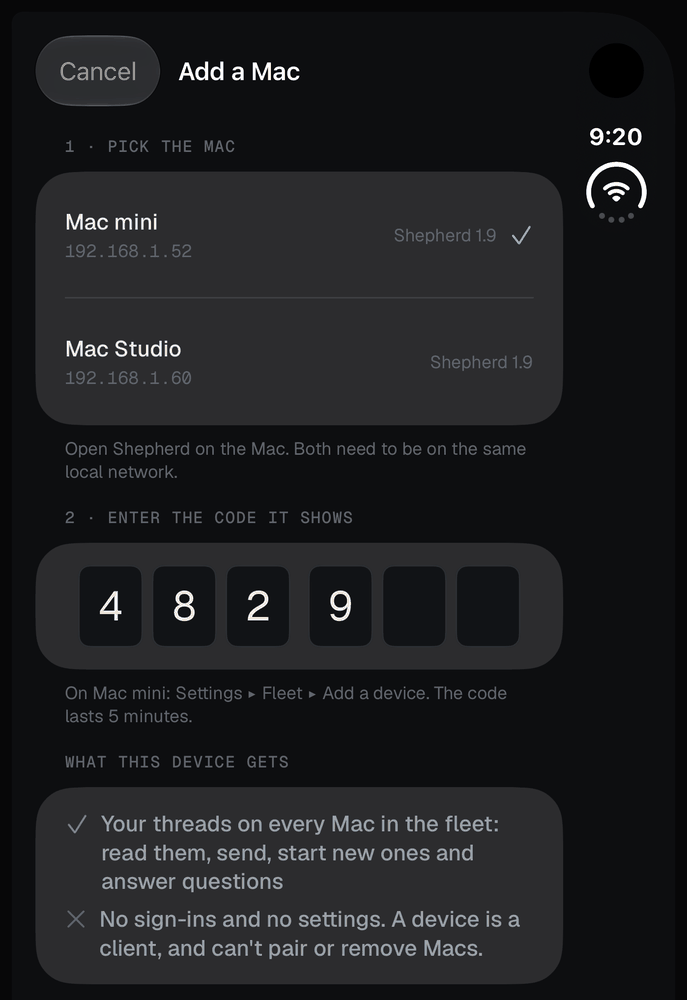 Cancel
Add a Mac
9:20
1 · PICK THE MAC
Mac mini
192.168.1.52
Shepherd 1.9
Mac Studio
192.168.1.60
Shepherd 1.9
Open Shepherd on the Mac. Both need to be on the same
local network.
2 · ENTER THE CODE IT SHOWS
4 8 2 9
On Mac mini: Settings ▸ Fleet ▸ Add a device. The code
lasts 5 minutes.
WHAT THIS DEVICE GETS
Your threads on every Mac in the fleet:
read them, send, start new ones and
answer questions
No sign-ins and no settings. A device is a
client, and can't pair or remove Macs.